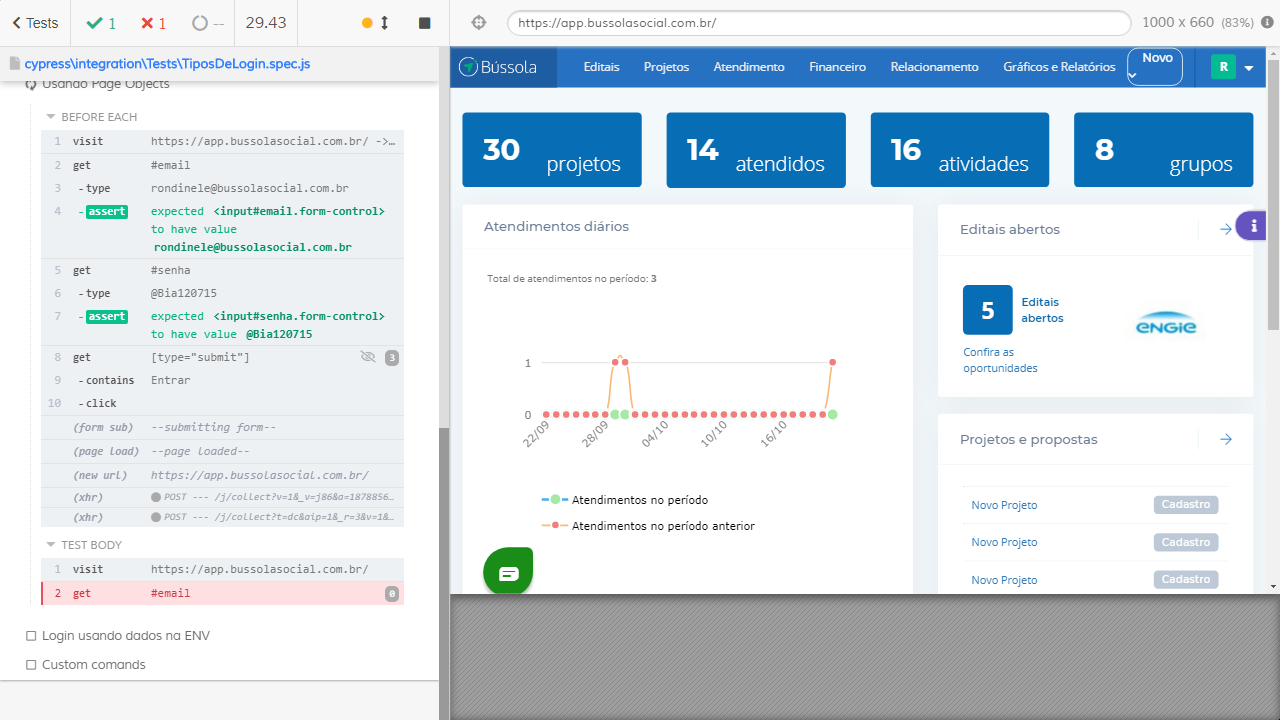 Tests
1
1
--
29.43
https://app.bussolasocial.com.br/
1000 x 660 (83%)
cypress\integration\Tests\TiposDeLogin.spec.js
Usando Page Objects
BEFORE EACH
1 visit https://app.bussolasocial.com.br/ ->…
2 get #email
3 -type rondinele@bussolasocial.com.br
4 -assert expected <input#email.form-control>
to have value
rondinele@bussolasocial.com.br
5 get #senha
6 -type @Bia120715
7 -assert expected <input#senha.form-control>
to have value @Bia120715
8 get [type="submit"] 3
9 -contains Entrar
10 -click
(form sub) --submitting form--
(page load) --page loaded--
(new url) https://app.bussolasocial.com.br/
(xhr) POST --- /j/collect?v=1&_v=j86&a=1878856…
(xhr) POST --- /j/collect?t=dc&aip=1&_r=3&v=1&…
TEST BODY
1 visit https://app.bussolasocial.com.br/
2 get #email 0
Login usando dados na ENV
Custom comands
Bússola
Editais
Projetos
Atendimento
Financeiro
Relacionamento
Gráficos e Relatórios
Novo
R
30 projetos
14 atendidos
16 atividades
8 grupos
Atendimentos diários
Total de atendimentos no período: 3
1
0
22/09
28/09
04/10
10/10
16/10
Atendimentos no período
Atendimentos no período anterior
Editais abertos
i
5
Editais
abertos
Confira as
oportunidades
ENGIE
Projetos e propostas
Novo Projeto Cadastro
Novo Projeto Cadastro
Novo Projeto Cadastro